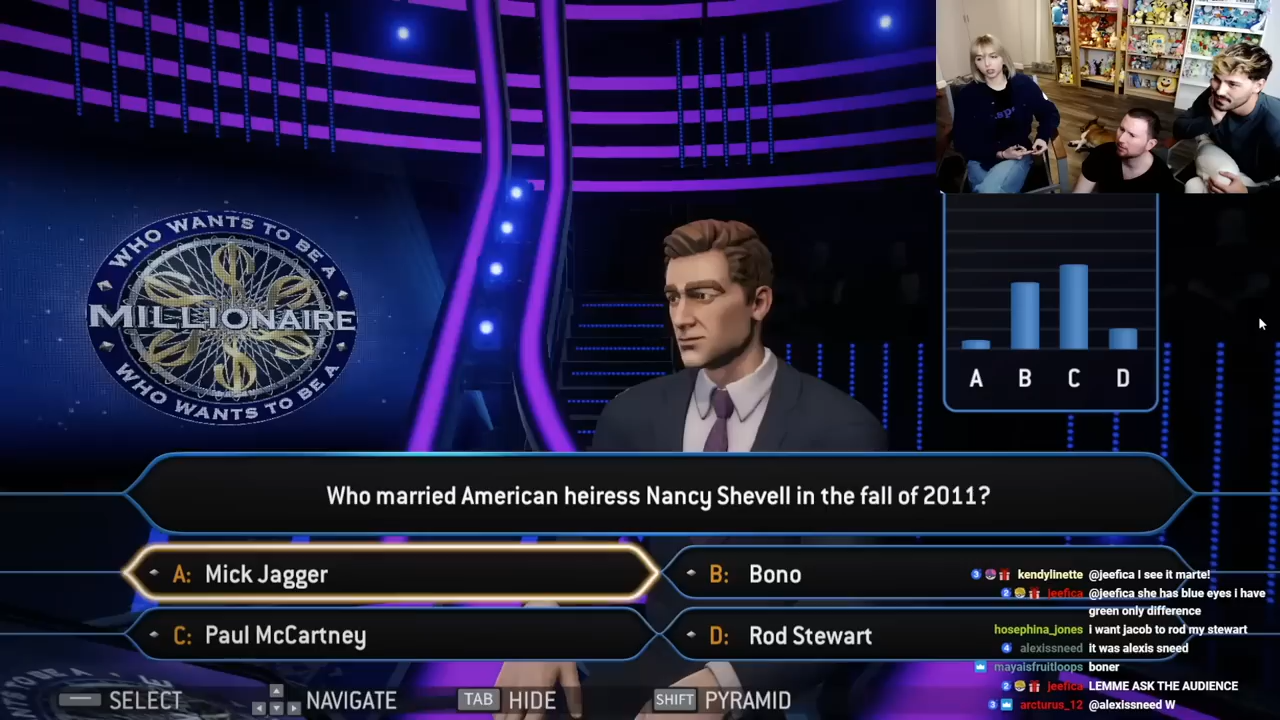 WHO WANTS TO BE A
MILLIONAIRE
WHO WANTS TO BE A
A B C D
Who married American heiress Nancy Shevell in the fall of 2011?
A: Mick Jagger
B: Bono
C: Paul McCartney
D: Rod Stewart
kendylinette @jeefica I see it marte!
jeefica @jeefica she has blue eyes i have
green only difference
hosephina_jones i want jacob to rod my stewart
alexissneed it was alexis sneed
mayaisfruitloops boner
jeefica LEMME ASK THE AUDIENCE
arcturus_12 @alexissneed W
SELECT
NAVIGATE
TAB HIDE
SHIFT PYRAMID